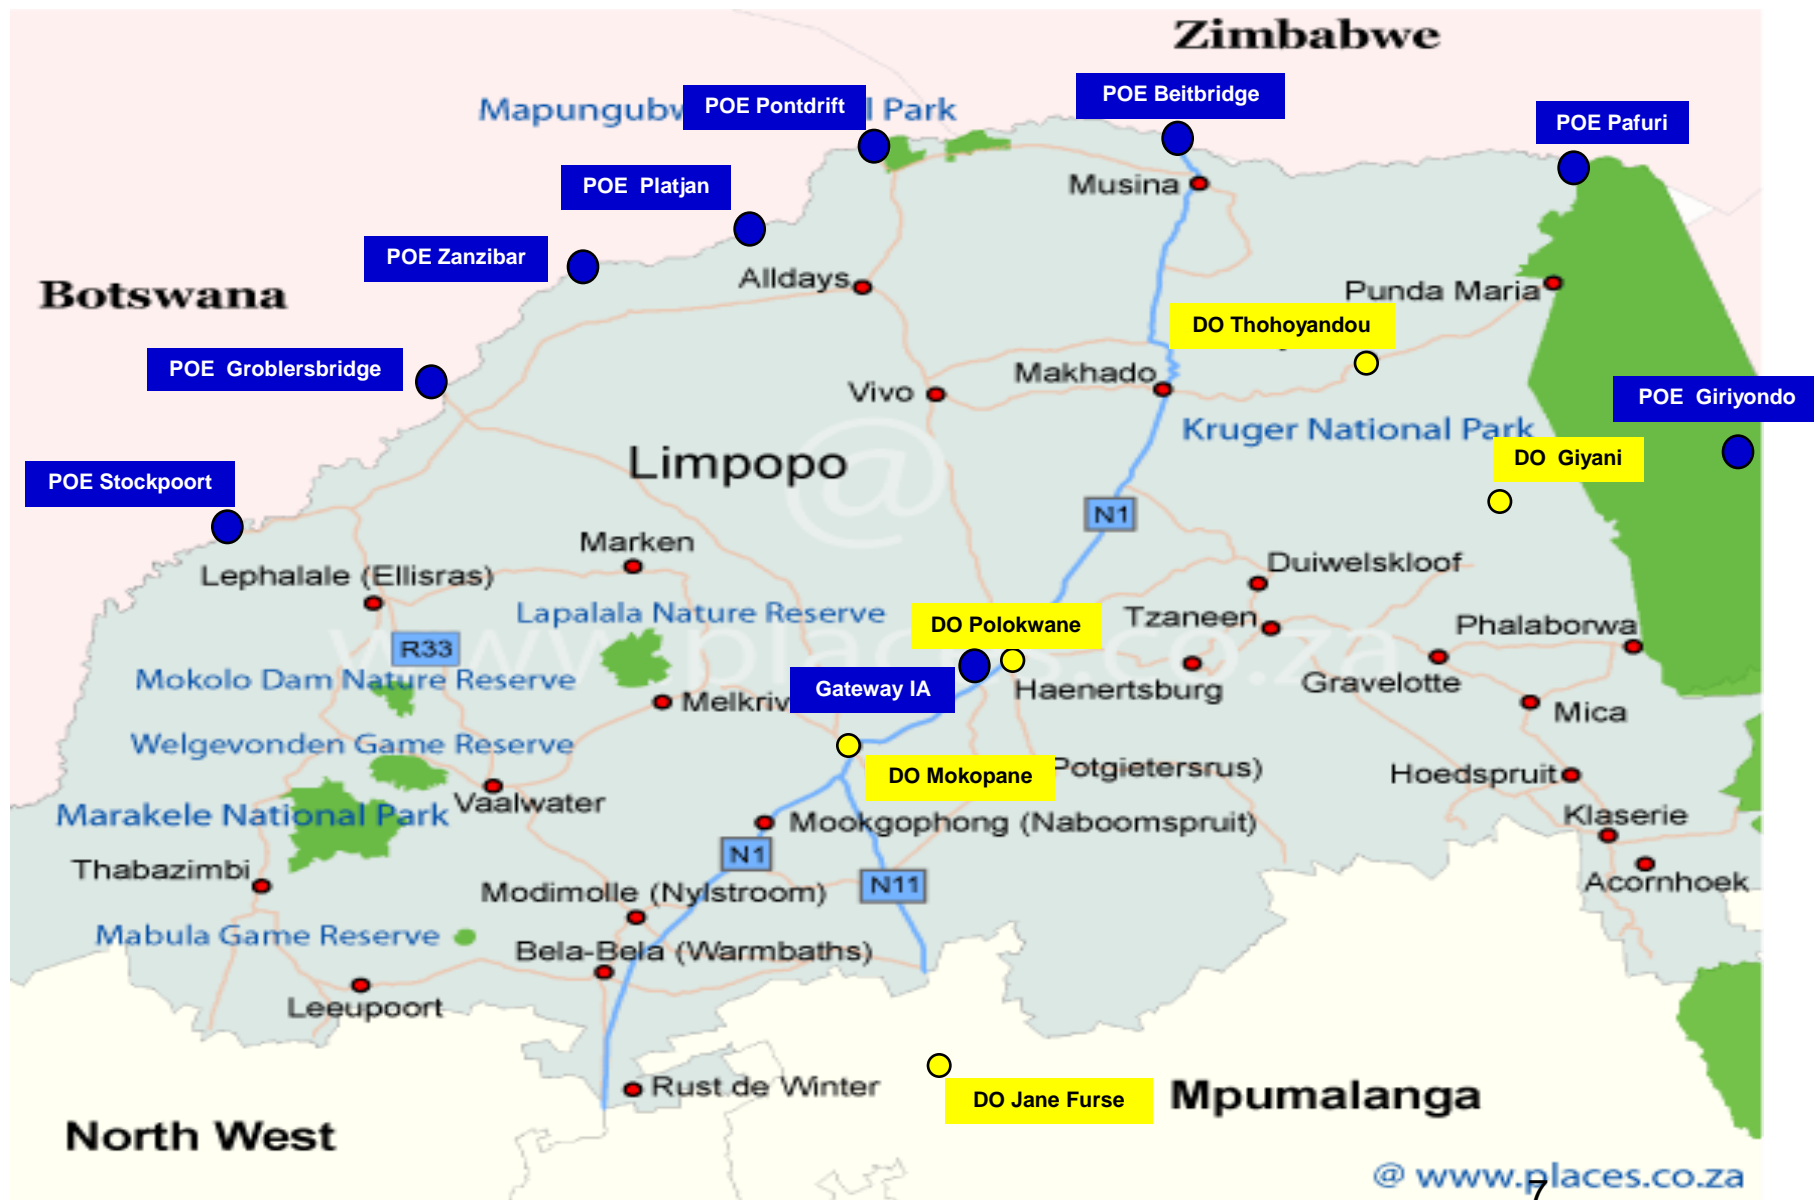 Zimbabwe
POE Beitbridge
Mapungubw
POE Pontdrift
l Park
POE Pafuri
POE Platjan
Musina
POE Zanzibar
Alldays
Botswana
Punda Maria
DO Thohoyandou
POE Groblersbridge
Makhado
Vivo
POE Giriyondo
Kruger National Park
Limpopo
@
DO Giyani
POE Stockpoort
N1
Marken
Duiwelskloof
Lephalale (Ellisras)
Lapalala Nature Reserve
Tzaneen
DO Polokwane
Phalaborwa
www.places.co.za
R33
Mokolo Dam Nature Reserve
Gateway IA
Haenertsburg
Gravelotte
Melkriv
Mica
Welgevonden Game Reserve
DO Mokopane
Potgietersrus)
Hoedspruit
Vaalwater
Marakele National Park
Mookgophong (Naboomspruit)
Klaserie
N1
Thabazimbi
N11
Acornhoek
Modimolle (Nylstroom)
Mabula Game Reserve
Bela-Bela (Warmbaths)
Leeupoort
Rust de Winter
DO Jane Furse
Mpumalanga
North West
@ www.places.co.za
7